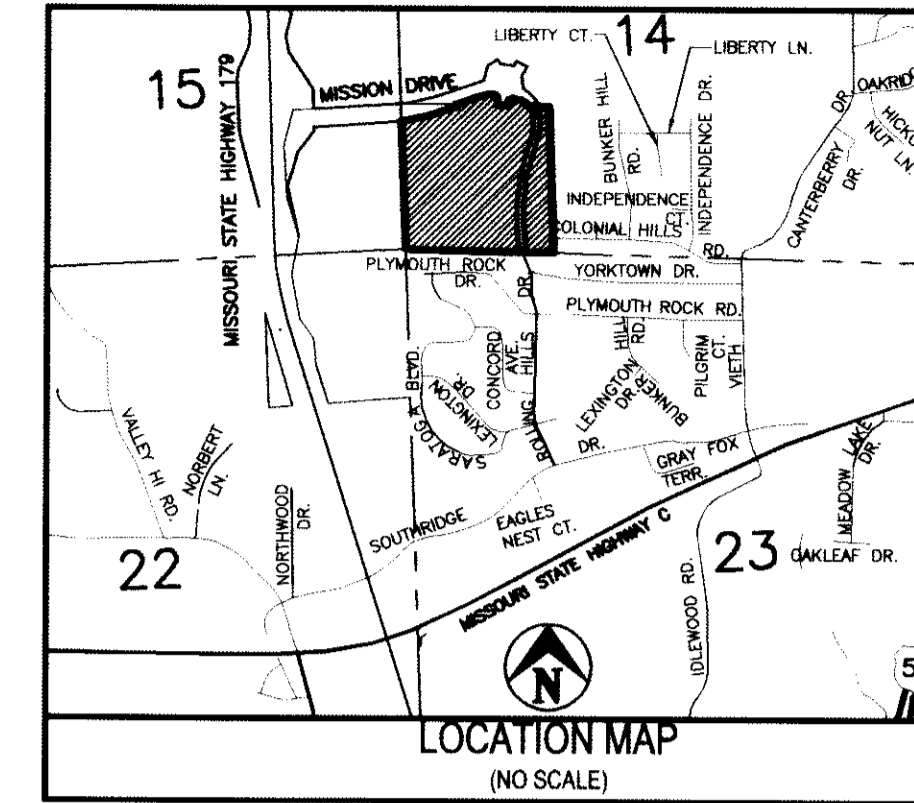 LIBERTY CT.
14
LIBERTY LN.
15
MISSOURI STATE HIGHWAY 179
MISSION DRIVE
BUNKER HILL
RD.
INDEPENDENCE DR.
OAKRID
HICK
NUT LN.
CANTERBERRY
DR
DR.
INDEPENDENCE
CT.
COLONIAL HILLS
RD.
PLYMOUTH ROCK
DR.
YORKTOWN DR.
PLYMOUTH ROCK RD.
ROLLING HILLS
DR
SARATOGA BLVD.
LEXINGTON
DR.
CONCORD
AVE.
LEXINGTON
DR.
BUNKER
HILL
RD.
PILGRIM
CT.
VIETH
DR.
VALLEY HI RD.
NORBERT
LN.
NORTHWOOD
DR.
SOUTHRIDGE
EAGLES
NEST CT.
GRAY FOX
TERR.
MISSOURI STATE HIGHWAY C
MEADOW LAKE
DR.
22
23
OAKLEAF DR.
IDLEWOOD RD.
N
5
LOCATION MAP
(NO SCALE)